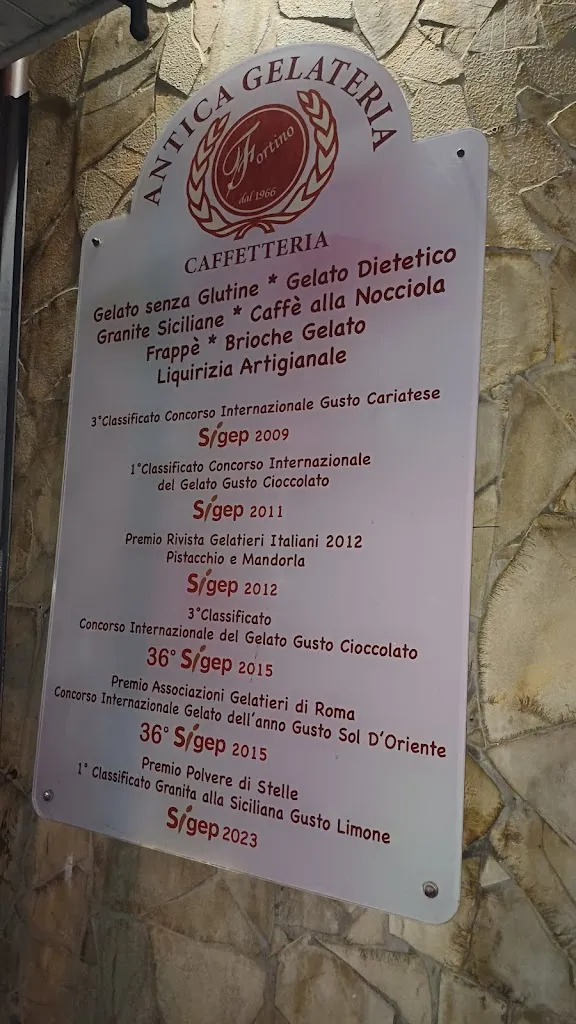 ANTICA GELATERIA
Fortino
dal 1966
CAFFETTERIA
Gelato senza Glutine * Gelato Dietetico
Granite Siciliane * Caffè alla Nocciola
Frappè * Brioche Gelato
Liquirizia Artigianale
3°Classificato Concorso Internazionale Gusto Cariatese
Sigep 2009
1°Classificato Concorso Internazionale
del Gelato Gusto Cioccolato
Sigep 2011
Premio Rivista Gelatieri Italiani 2012
Pistacchio e Mandorla
Sigep 2012
3°Classificato
Concorso Internazionale del Gelato Gusto Cioccolato
36° Sigep 2015
Premio Associazioni Gelatieri di Roma
Concorso Internazionale Gelato dell'anno Gusto Sol D'Oriente
36° Sigep 2015
Premio Polvere di Stelle
1° Classificato Granita alla Siciliana Gusto Limone
Sigep 2023